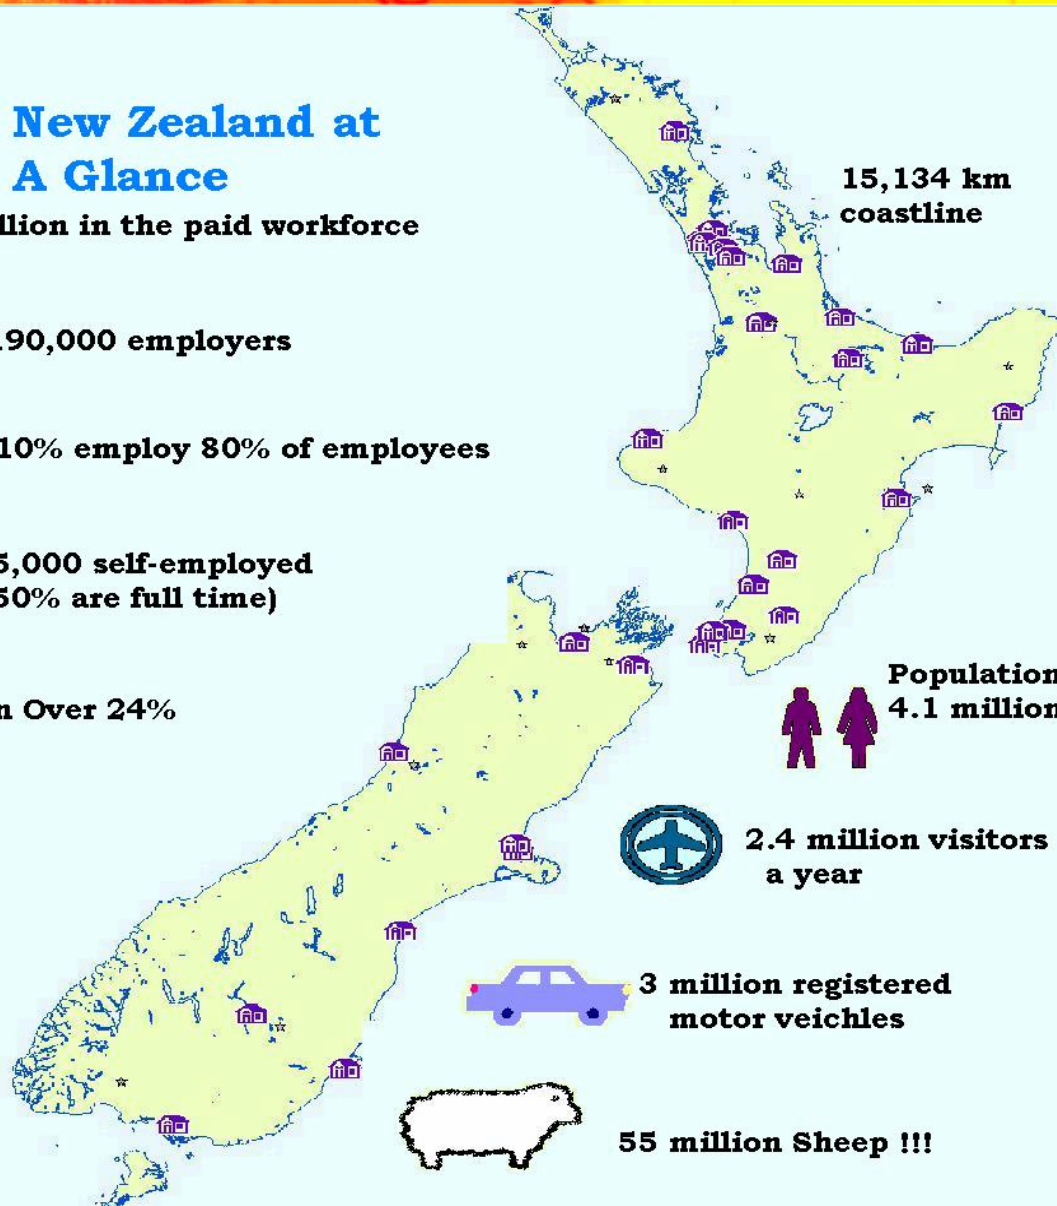 New Zealand at
A Glance
llion in the paid workforce
15,134 km
coastline
190,000 employers
10% employ 80% of employees
5,000 self-employed
50% are full time)
n Over 24%
Population
4.1 million
2.4 million visitors
a year
3 million registered
motor veichles
55 million Sheep !!!